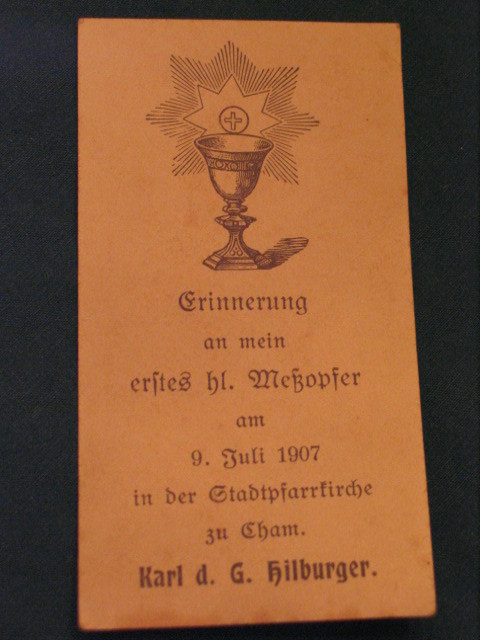 Erinnerung
an mein
erstes hl. Meßopfer
am
9. Juli 1907
in der Stadtpfarrkirche
zu Cham.
Karl d. G. Hilburger.